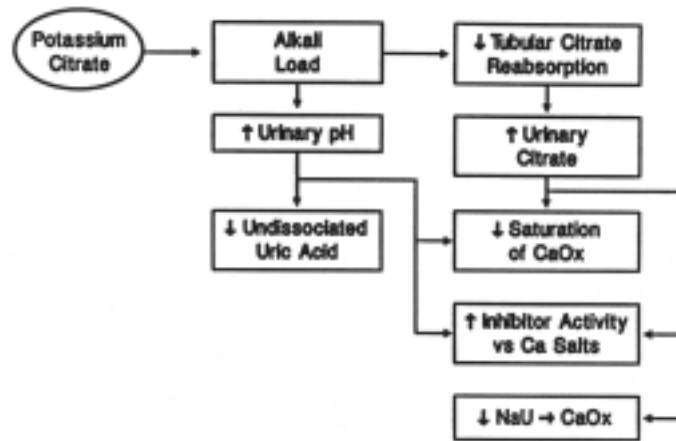 Potassium
Citrate
Alkali
Load
↓ Tubular Citrate
Reabsorption
↑ Urinary pH
↑ Urinary
Citrate
↓ Undissociated
Uric Acid
↓ Saturation
of CaOx
↑ Inhibitor Activity
vs Ca Salts
↓ NaU → CaOx